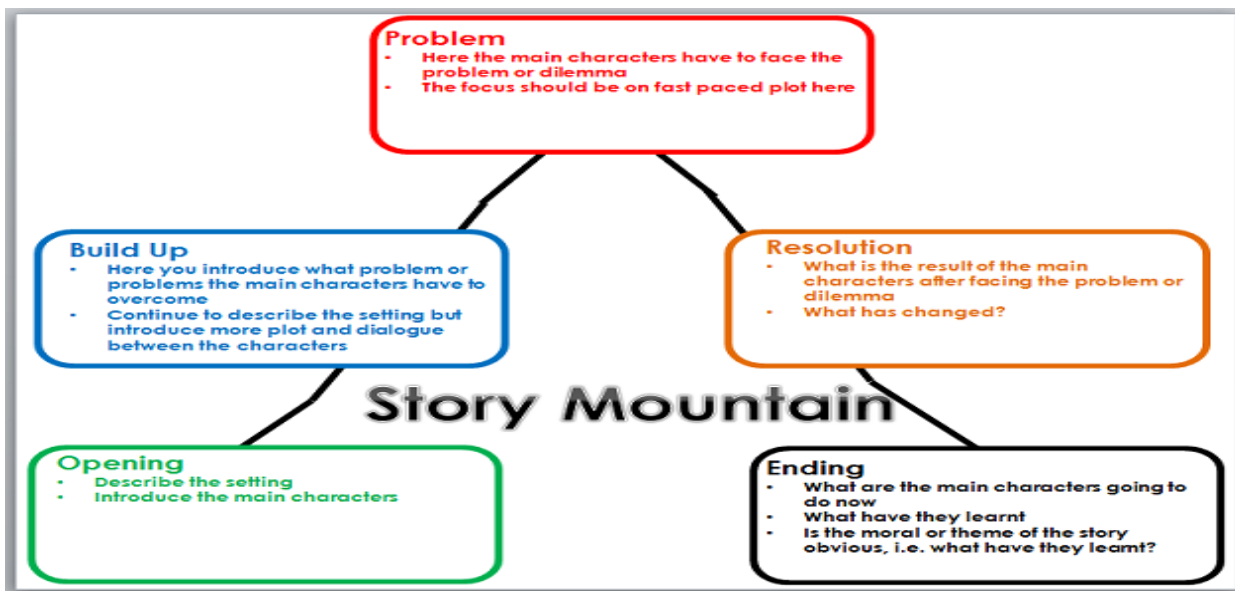 Problem
• Here the main characters have to face the
problem or dilemma
• The focus should be on fast paced plot here
Build Up
• Here you introduce what problem or
problems the main characters have to
overcome
• Continue to describe the setting but
introduce more plot and dialogue
between the characters
Resolution
• What is the result of the main
characters after facing the problem or
dilemma
• What has changed?
Story Mountain
Opening
• Describe the setting
• Introduce the main characters
Ending
• What are the main characters going to
do now
• What have they learnt
• Is the moral or theme of the story
obvious, i.e. what have they learnt?